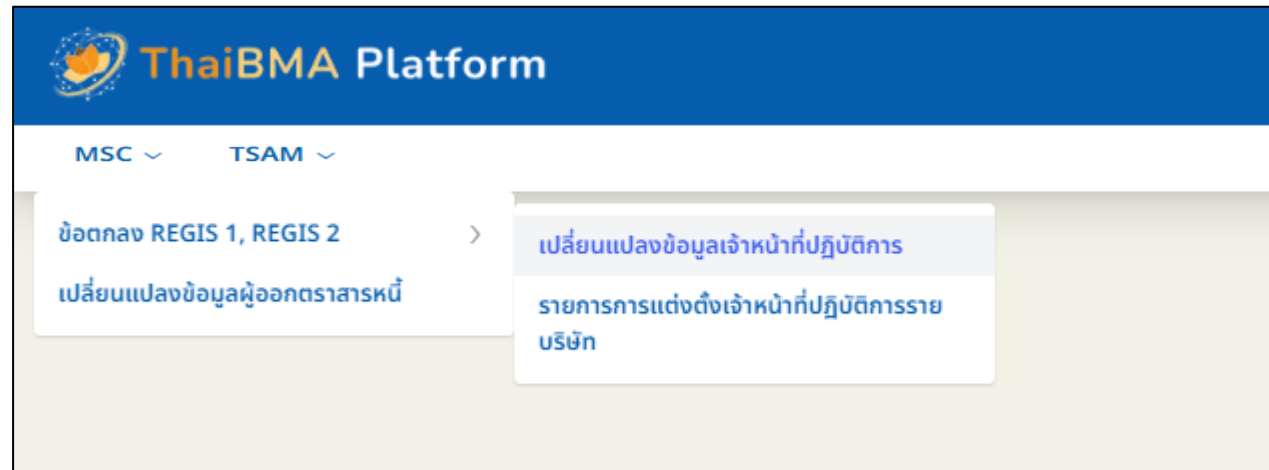 ThaiBMA Platform
MSC TSAM
ข้อตกลง REGIS 1, REGIS 2
เปลี่ยนแปลงข้อมูลผู้ออกตราสารหนี้
เปลี่ยนแปลงข้อมูลเจ้าหน้าที่ปฏิบัติการ
รายการการแต่งตั้งเจ้าหน้าที่ปฏิบัติการราย
บริษัท